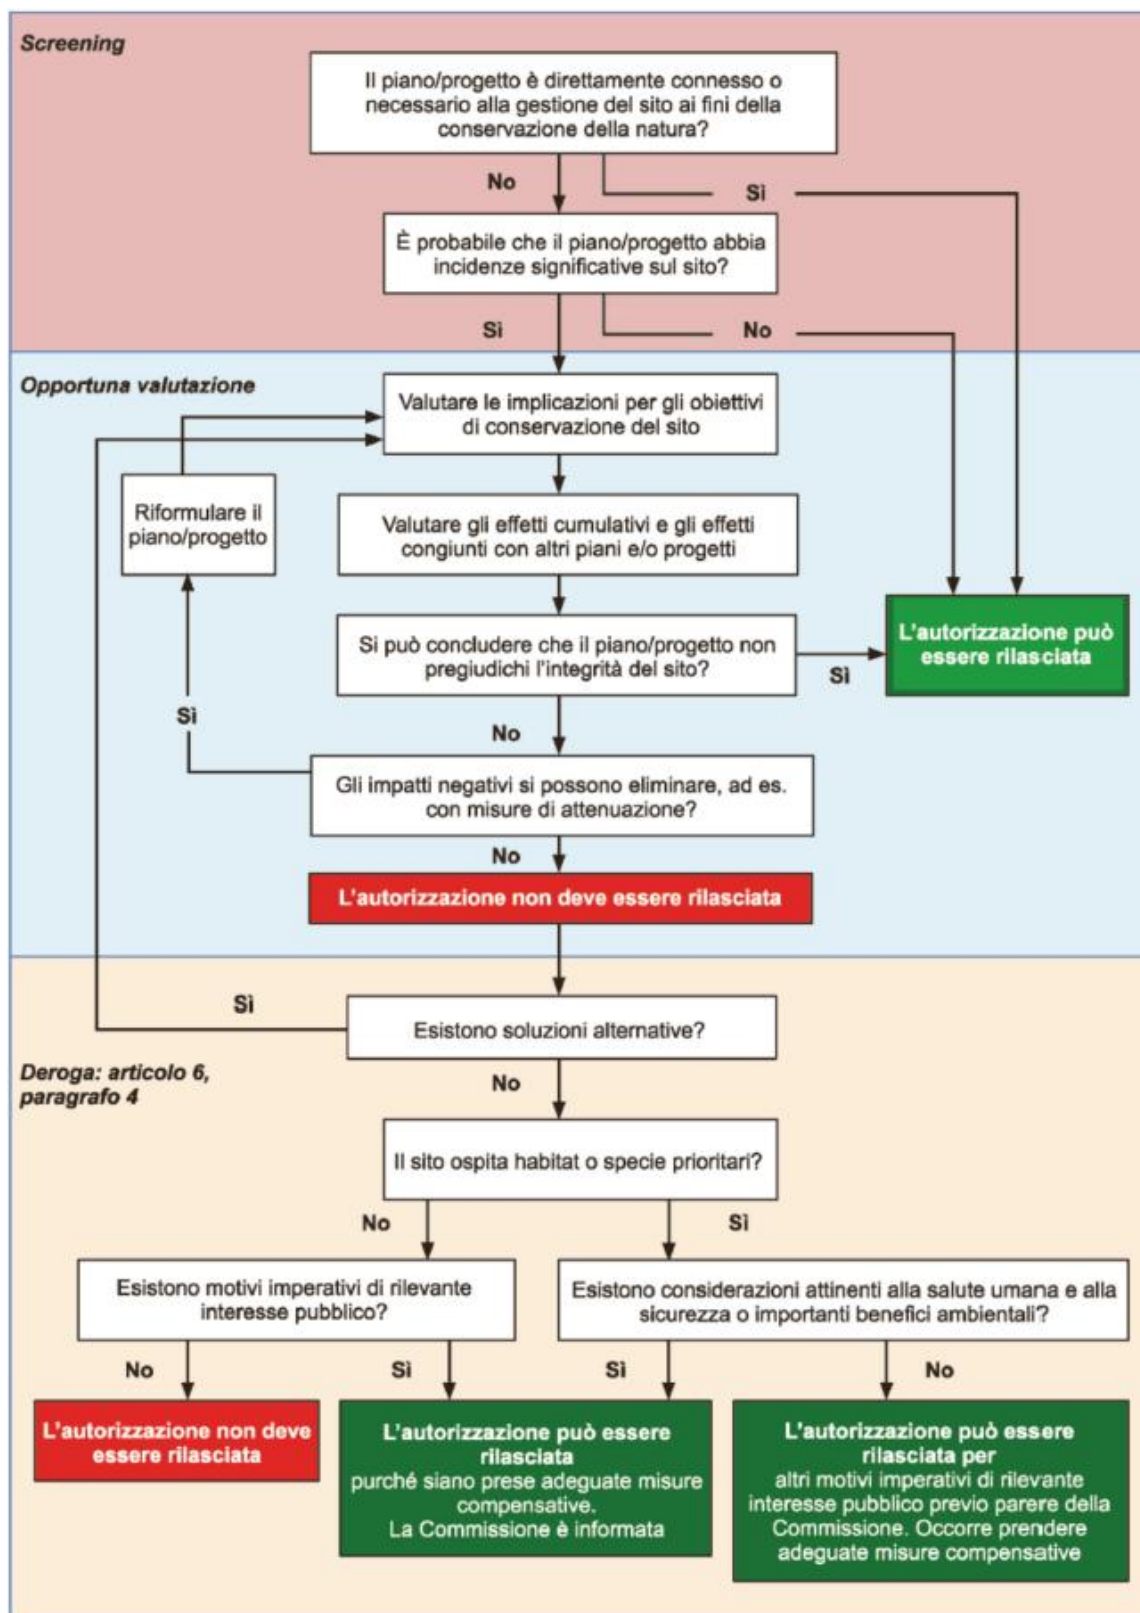 Screening
Il piano/progetto è direttamente connesso o
necessario alla gestione del sito ai fini della
conservazione della natura?
No
Sì
È probabile che il piano/progetto abbia
incidenze significative sul sito?
Sì
No
Opportuna valutazione
Valutare le implicazioni per gli obiettivi
di conservazione del sito
Riformulare il
piano/progetto
Valutare gli effetti cumulativi e gli effetti
congiunti con altri piani e/o progetti
Si può concludere che il piano/progetto non
pregiudichi l'integrità del sito?
Sì
L'autorizzazione può
essere rilasciata
Sì
No
Gli impatti negativi si possono eliminare, ad es.
con misure di attenuazione?
No
L'autorizzazione non deve essere rilasciata
Sì
Esistono soluzioni alternative?
Deroga: articolo 6,
paragrafo 4
No
Il sito ospita habitat o specie prioritari?
No
Sì
Esistono motivi imperativi di rilevante
interesse pubblico?
Esistono considerazioni attinenti alla salute umana e alla
sicurezza o importanti benefici ambientali?
No
Sì
Sì
No
L'autorizzazione non deve
essere rilasciata
L'autorizzazione può essere
rilasciata
purché siano prese adeguate misure
compensative.
La Commissione è informata
L'autorizzazione può essere
rilasciata per
altri motivi imperativi di rilevante
interesse pubblico previo parere della
Commissione. Occorre prendere
adeguate misure compensative